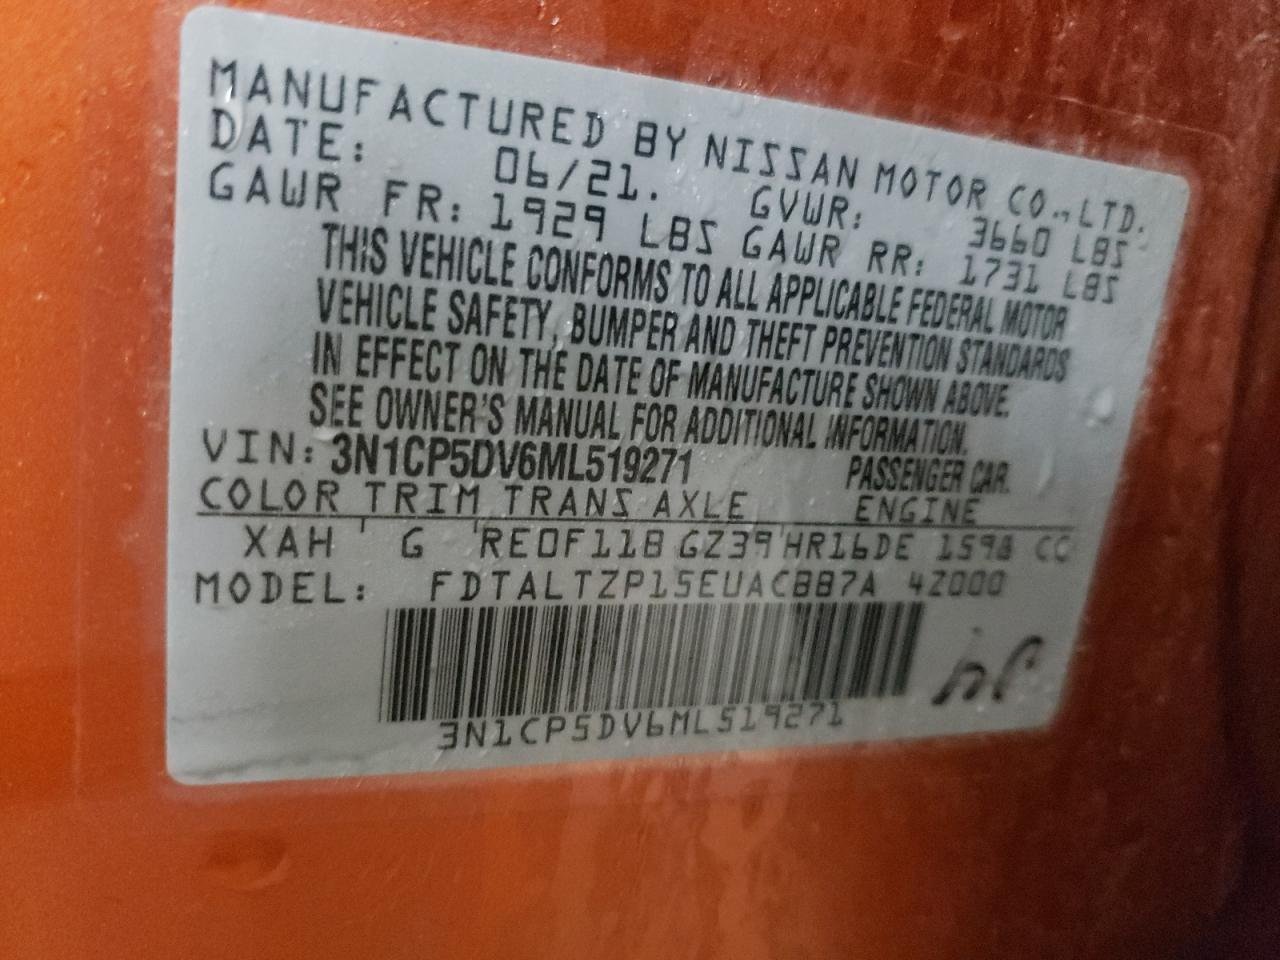 MANUFACTURED BY NISSAN MOTOR CO.,LTD.
DATE: 06/21. GVWR: 3660 LBS
GAWR FR: 1929 LBS GAWR RR: 1731 LBS
THIS VEHICLE CONFORMS TO ALL APPLICABLE FEDERAL MOTOR
VEHICLE SAFETY, BUMPER AND THEFT PREVENTION STANDARDS
IN EFFECT ON THE DATE OF MANUFACTURE SHOWN ABOVE.
SEE OWNER'S MANUAL FOR ADDITIONAL INFORMATION.
VIN: 3N1CP5DV6ML519271 PASSENGER CAR.
COLOR TRIM TRANS AXLE ENGINE
XAH G RE0F11B GZ39 HR16DE 1598 CC
MODEL: FDTALTZP15EUACBB7A 4Z000
3N1CP5DV6ML519271